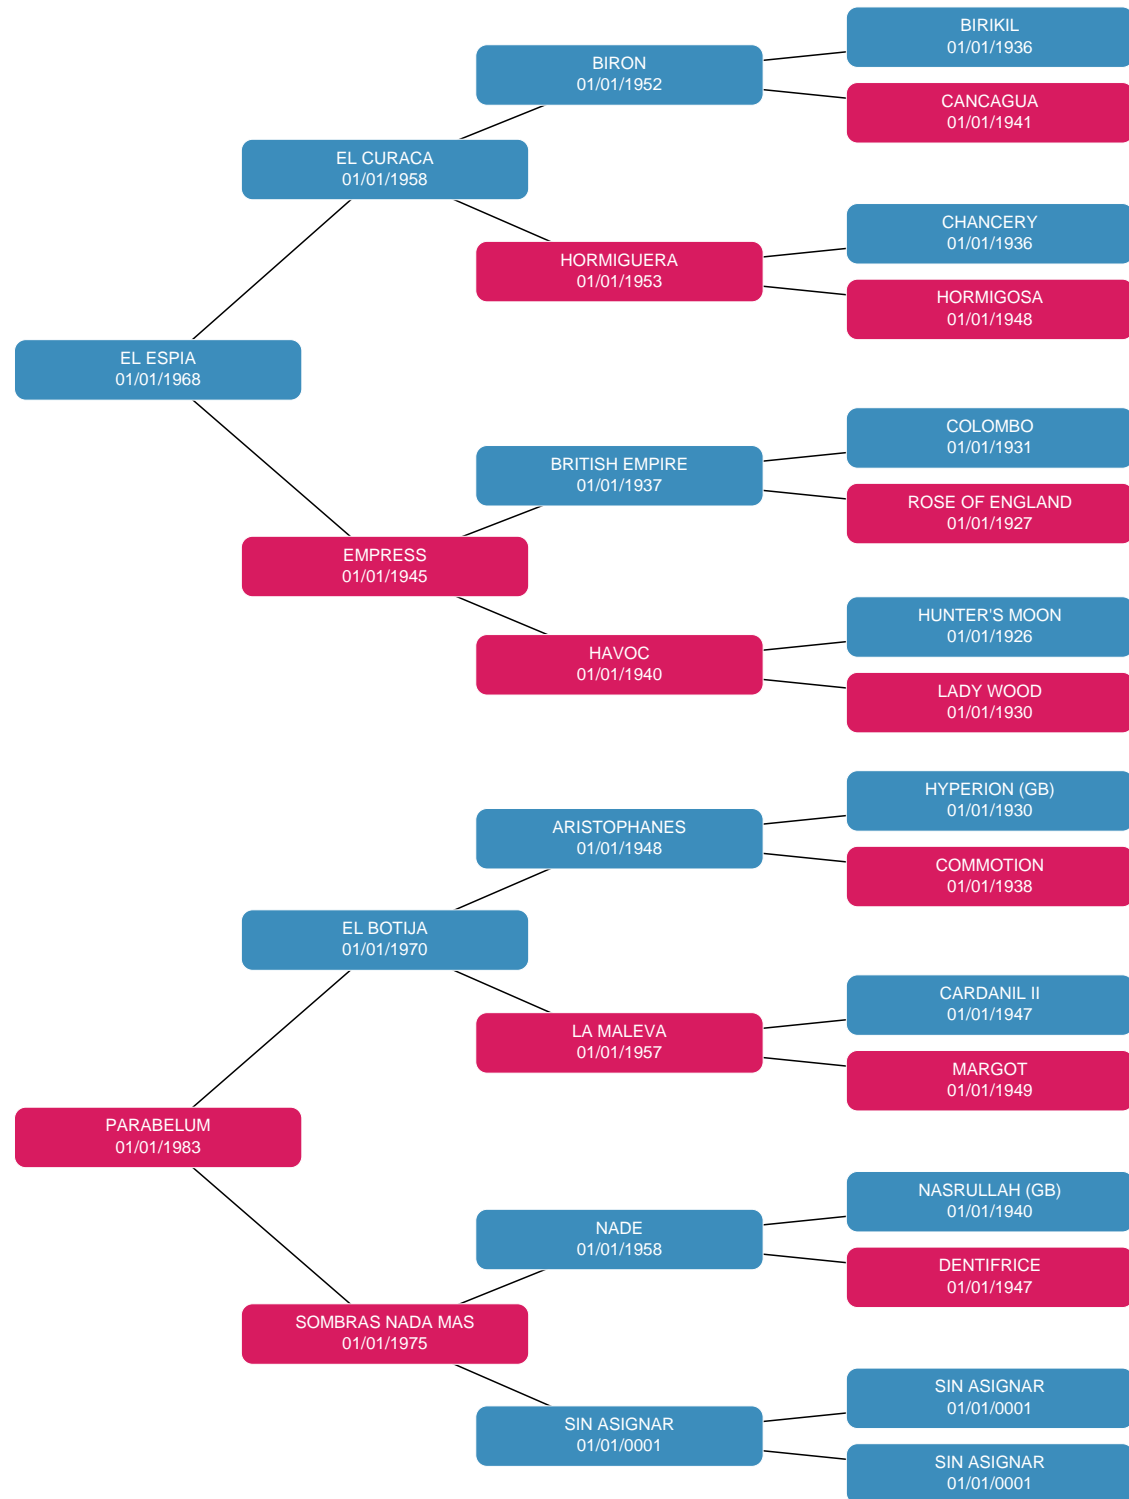 BIRIKIL
01/01/1936
BIRON
01/01/1952
CANCAGUA
01/01/1941
EL CURACA
01/01/1958
CHANCERY
01/01/1936
HORMIGUERA
01/01/1953
HORMIGOSA
01/01/1948
EL ESPIA
01/01/1968
COLOMBO
01/01/1931
BRITISH EMPIRE
01/01/1937
ROSE OF ENGLAND
01/01/1927
EMPRESS
01/01/1945
HUNTER'S MOON
01/01/1926
HAVOC
01/01/1940
LADY WOOD
01/01/1930
HYPERION (GB)
01/01/1930
ARISTOPHANES
01/01/1948
COMMOTION
01/01/1938
EL BOTIJA
01/01/1970
CARDANIL II
01/01/1947
LA MALEVA
01/01/1957
MARGOT
01/01/1949
PARABELUM
01/01/1983
NASRULLAH (GB)
01/01/1940
NADE
01/01/1958
DENTIFRICE
01/01/1947
SOMBRAS NADA MAS
01/01/1975
SIN ASIGNAR
01/01/0001
SIN ASIGNAR
01/01/0001
SIN ASIGNAR
01/01/0001